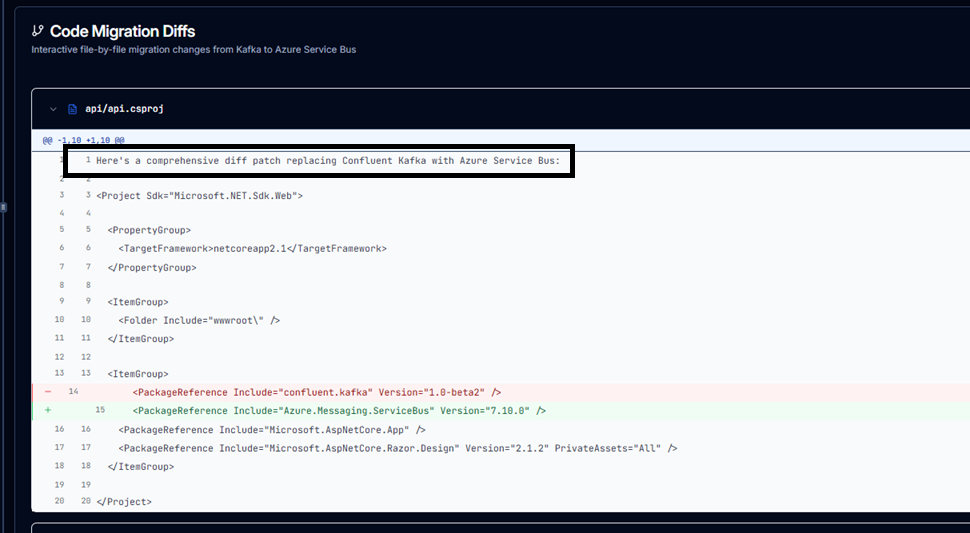 Code Migration Diffs
Interactive file-by-file migration changes from Kafka to Azure Service Bus
api/api.csproj
@@ -1,10 +1,10 @@
1 1 Here's a comprehensive diff patch replacing Confluent Kafka with Azure Service Bus:
2 2
3 3 <Project Sdk="Microsoft.NET.Sdk.Web">
4 4
5 5 <PropertyGroup>
6 6 <TargetFramework>netcoreapp2.1</TargetFramework>
7 7 </PropertyGroup>
8 8
9 9 <ItemGroup>
10 10 <Folder Include="wwwroot\" />
11 11 </ItemGroup>
12 12
13 13 <ItemGroup>
- 14 <PackageReference Include="confluent.kafka" Version="1.0-beta2" />
+ 15 <PackageReference Include="Azure.Messaging.ServiceBus" Version="7.10.0" />
16 16 <PackageReference Include="Microsoft.AspNetCore.App" />
17 17 <PackageReference Include="Microsoft.AspNetCore.Razor.Design" Version="2.1.2" PrivateAssets="All" />
18 18 </ItemGroup>
19 19
20 20 </Project>